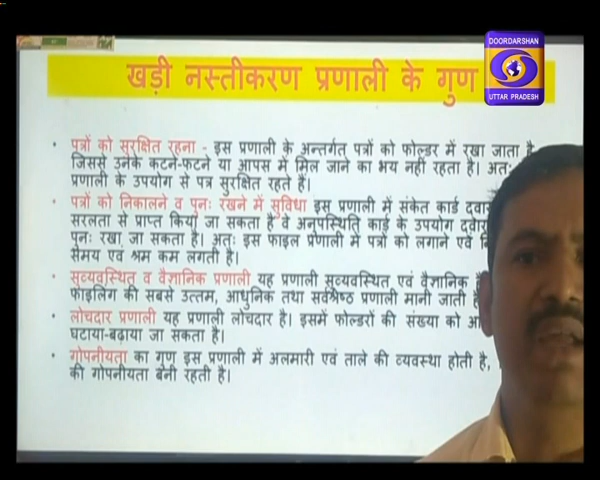 DOORDARSHAN
UTTAR PRADESH
खड़ी नस्तीकरण प्रणाली के गुण
• पत्रों को सुरक्षित रहना - इस प्रणाली के अन्तर्गत पत्रों को फोल्डर में रखा जाता है
जिससे उनके कटने-फटने या आपस में मिल जाने का भय नहीं रहता है। अतः
प्रणाली के उपयोग से पत्र सुरक्षित रहते हैं।
• पत्रों को निकालने व पुनः रखने में सुविधा इस प्रणाली में संकेत कार्ड द्वारा
सरलता से प्राप्त किया जा सकता है वे अनुपस्थिति कार्ड के उपयोग द्वारा
पुनः रखा जा सकता है। अतः इस फाइल प्रणाली में पत्रों को लगाने एवं
समय एवं श्रम कम लगती है।
• सुव्यवस्थित व वैज्ञानिक प्रणाली यह प्रणाली सुव्यवस्थित एवं वैज्ञानिक
फाइलिंग की सबसे उत्तम, आधुनिक तथा सर्वश्रेष्ठ प्रणाली मानी जाती है
• लोचदार प्रणाली यह प्रणाली लोचदार है। इसमें फोल्डरों की संख्या को
घटाया-बढ़ाया जा सकता है।
• गोपनीयता का गुण इस प्रणाली में अलमारी एवं ताले की व्यवस्था होती है,
की गोपनीयता बनी रहती है।